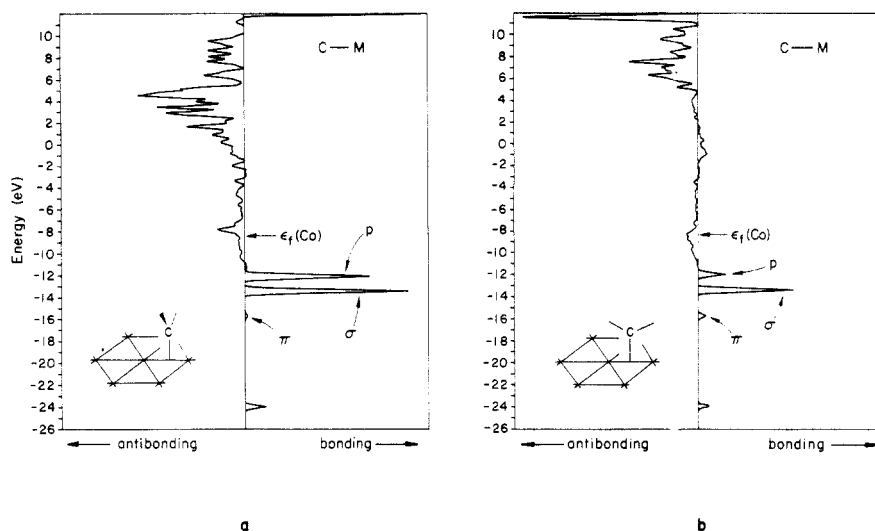 C — M
10
8
6
4
2
0
-2
-4
-6
-8
-10
-12
-14
-16
-18
-20
-22
-24
-26
Energy (eV)
εf(Co)
p
σ
π
C
antibonding
bonding
a
C — M
10
8
6
4
2
0
-2
-4
-6
-8
-10
-12
-14
-16
-18
-20
-22
-24
-26
εf(Co)
p
σ
π
C
antibonding
bonding
b